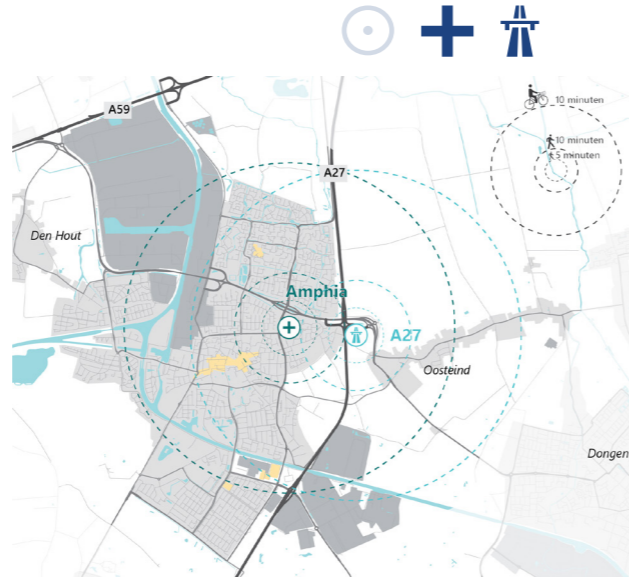 A59
10 minuten
10 minuten
5 minuten
A27
Den Hout
Amphia
A27
Oosteind
Dongen